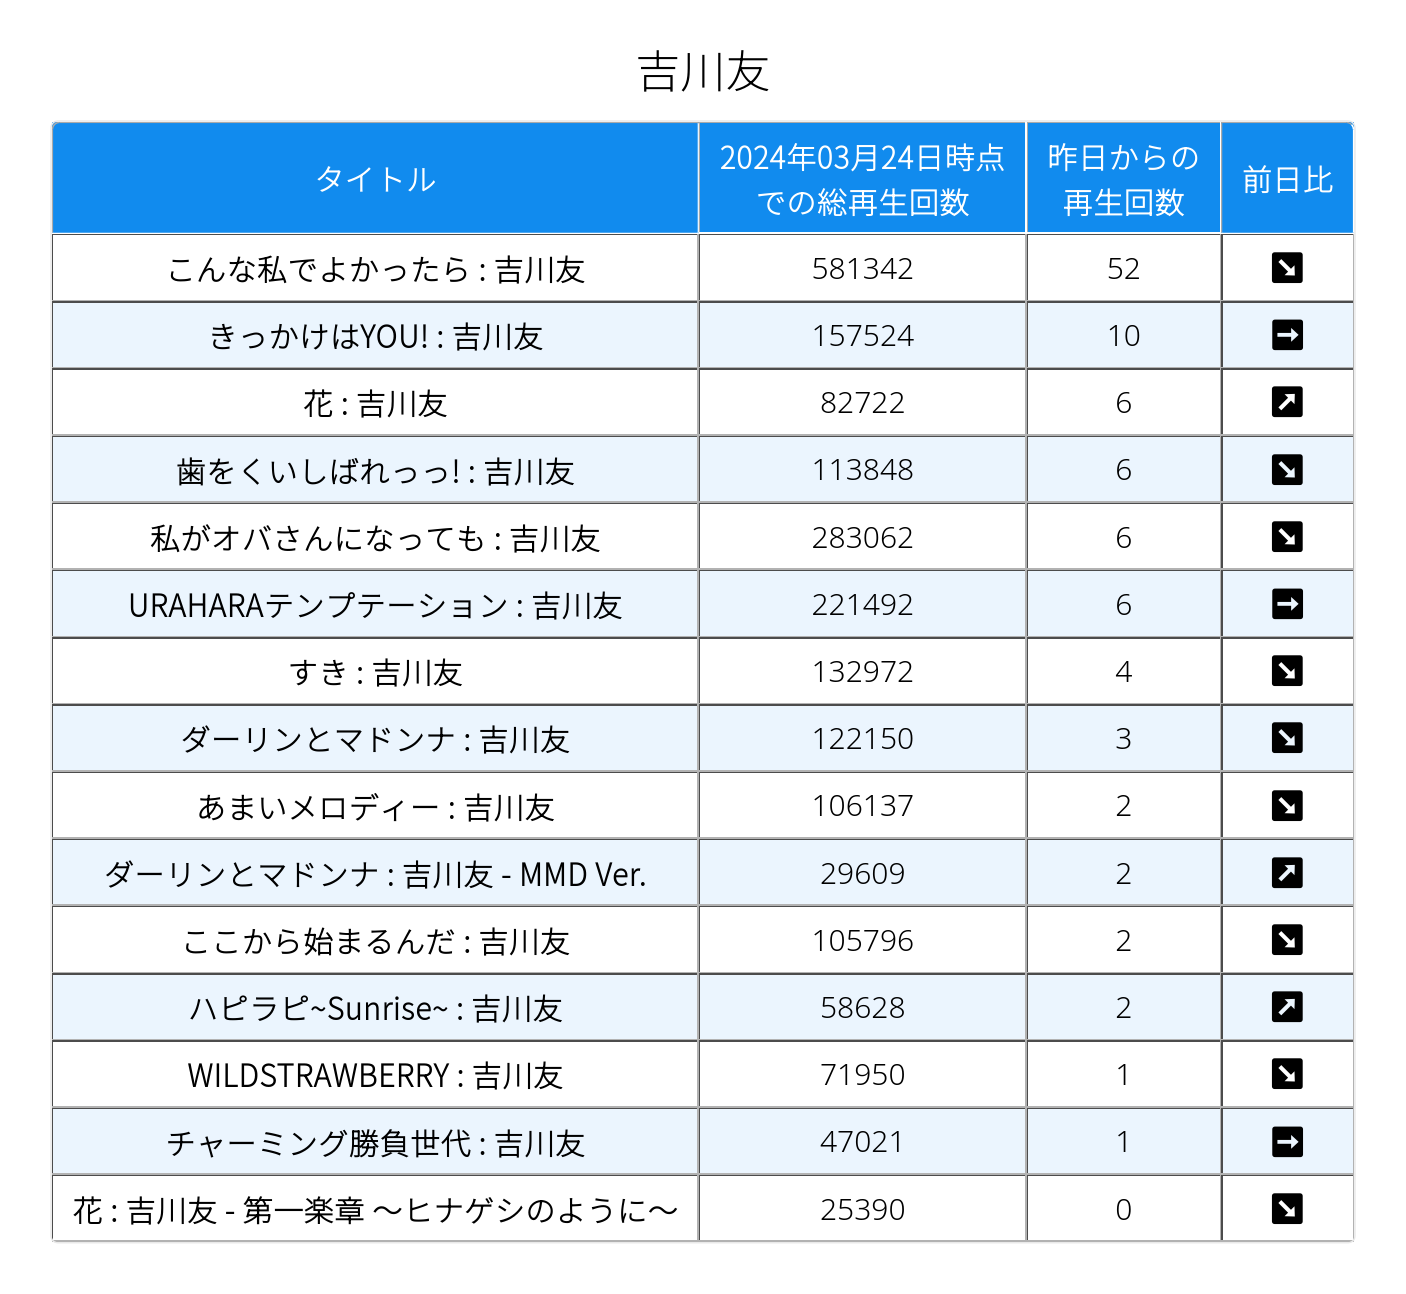 吉川友
タイトル
2024年03月24日時点
での総再生回数
昨日からの
再生回数
前日比
こんな私でよかったら : 吉川友 581342 52 ↘
きっかけはYOU! : 吉川友 157524 10 →
花 : 吉川友 82722 6 ↗
歯をくいしばれっっ! : 吉川友 113848 6 ↘
私がオバさんになっても : 吉川友 283062 6 ↘
URAHARAテンプテーション : 吉川友 221492 6 →
すき : 吉川友 132972 4 ↘
ダーリンとマドンナ : 吉川友 122150 3 ↘
あまいメロディー : 吉川友 106137 2 ↘
ダーリンとマドンナ : 吉川友 - MMD Ver. 29609 2 ↗
ここから始まるんだ : 吉川友 105796 2 ↘
ハピラピ~Sunrise~ : 吉川友 58628 2 ↗
WILDSTRAWBERRY : 吉川友 71950 1 ↘
チャーミング勝負世代 : 吉川友 47021 1 →
花 : 吉川友 - 第一楽章 〜ヒナゲシのように〜 25390 0 ↘